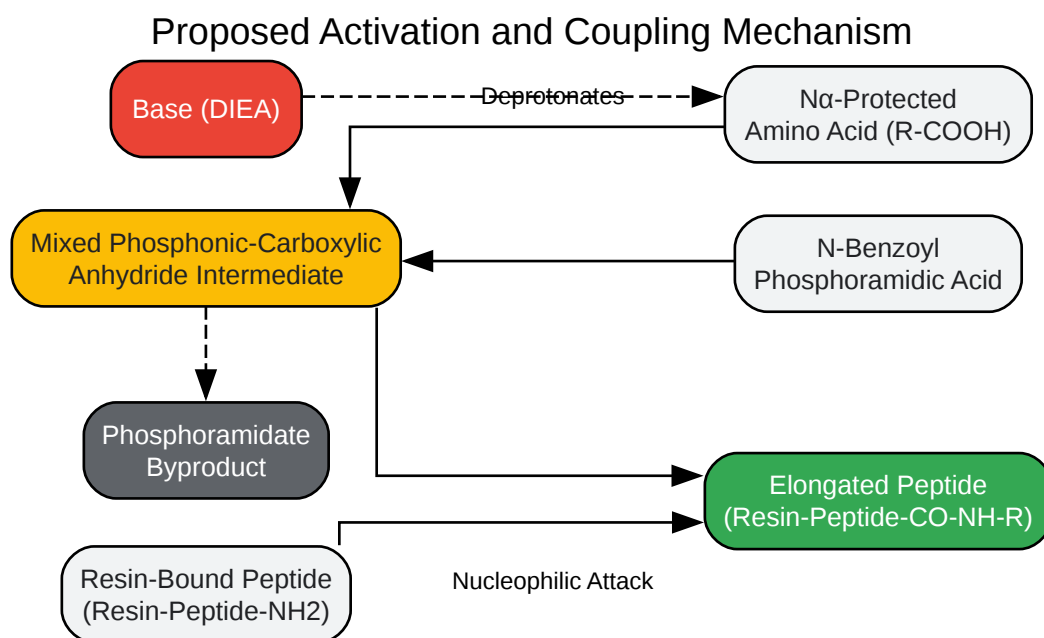 Proposed Activation and Coupling Mechanism
Base (DIEA)
Deprotonates
Nα-Protected
Amino Acid (R-COOH)
Mixed Phosphonic-Carboxylic
Anhydride Intermediate
N-Benzoyl
Phosphoramidic Acid
Phosphoramidate
Byproduct
Elongated Peptide
(Resin-Peptide-CO-NH-R)
Resin-Bound Peptide
(Resin-Peptide-NH2)
Nucleophilic Attack